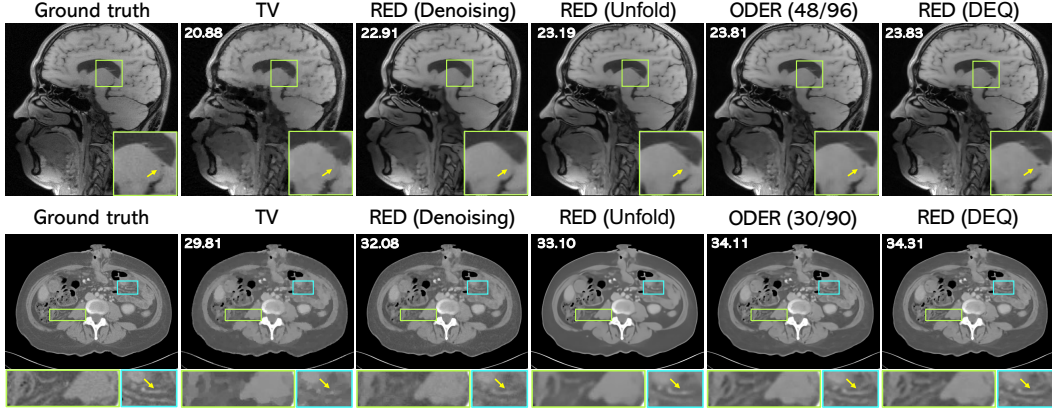 Ground truth TV RED (Denoising) RED (Unfold) ODER (48/96) RED (DEQ)
20.88 22.91 23.19 23.81 23.83
Ground truth TV RED (Denoising) RED (Unfold) ODER (30/90) RED (DEQ)
29.81 32.08 33.10 34.11 34.31